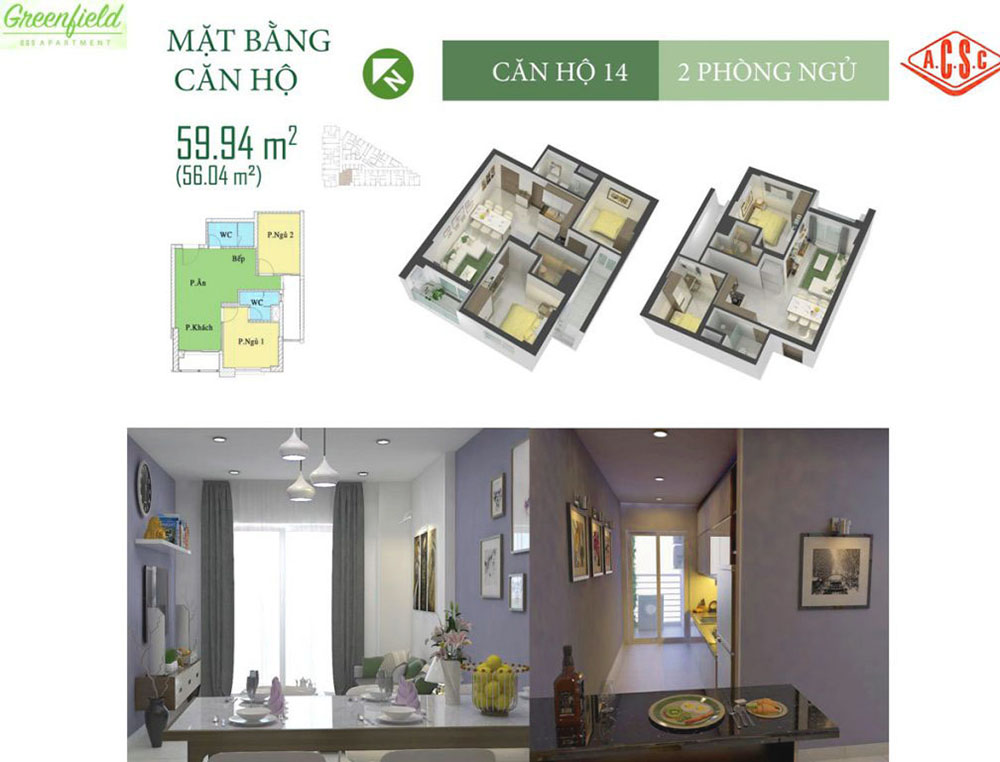 Greenfield
686 APARTMENT
MẶT BẰNG
CĂN HỘ
N
CĂN HỘ 14
2 PHÒNG NGỦ
A.C.S.C
59.94 m²
(56.04 m²)
WC
P.Ngủ 2
Bếp
P.Ăn
WC
P.Khách
P.Ngủ 1